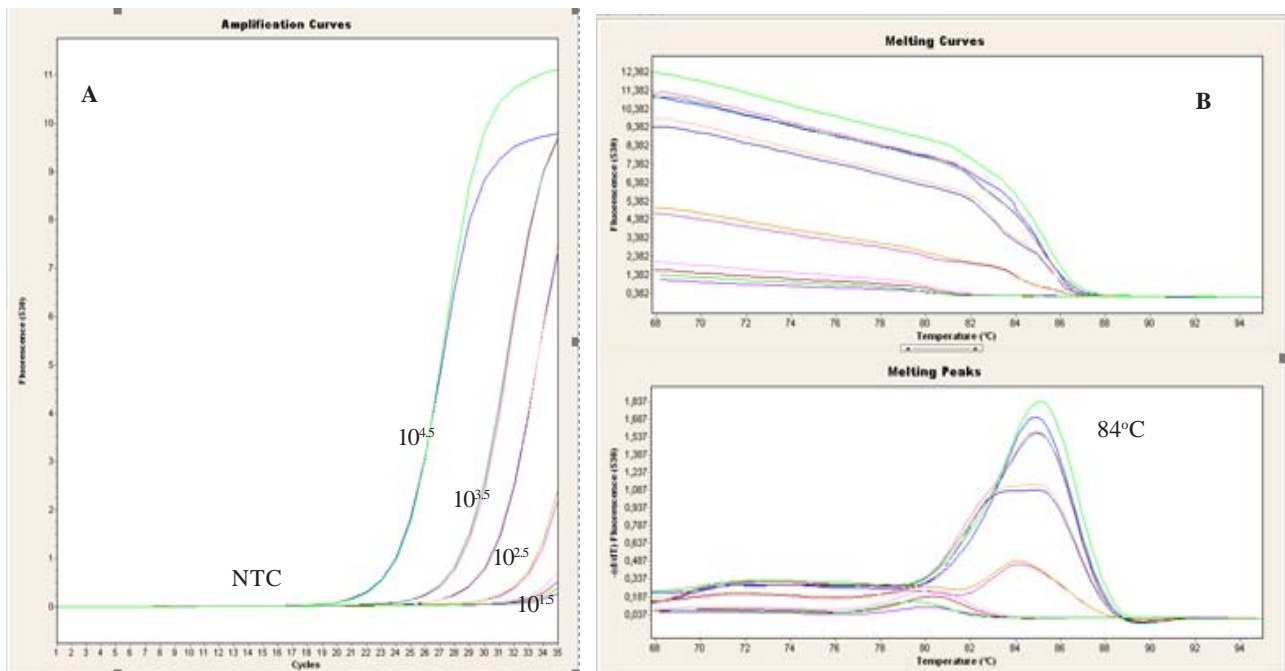 Amplification Curves
A
11
10
9
8
7
6
5
4
3
2
1
0
Fluorescence (530)
10^4.5
10^3.5
10^2.5
10^1.5
NTC
1 2 3 4 5 6 7 8 9 10 11 12 13 14 15 16 17 18 19 20 21 22 23 24 25 26 27 28 29 30 31 32 33 34 35
Cycles
Melting Curves
B
12,382
11,382
10,382
9,382
8,382
7,382
6,382
5,382
4,382
3,382
2,382
1,382
0,382
Fluorescence (530)
68 70 72 74 76 78 80 82 84 86 88 90 92 94
Temperature (°C)
Melting Peaks
84°C
1,837
1,687
1,537
1,387
1,237
1,087
0,937
0,787
0,637
0,487
0,337
0,187
0,037
-(d/dT) Fluorescence (530)
68 70 72 74 76 78 80 82 84 86 88 90 92 94
Temperature (°C)